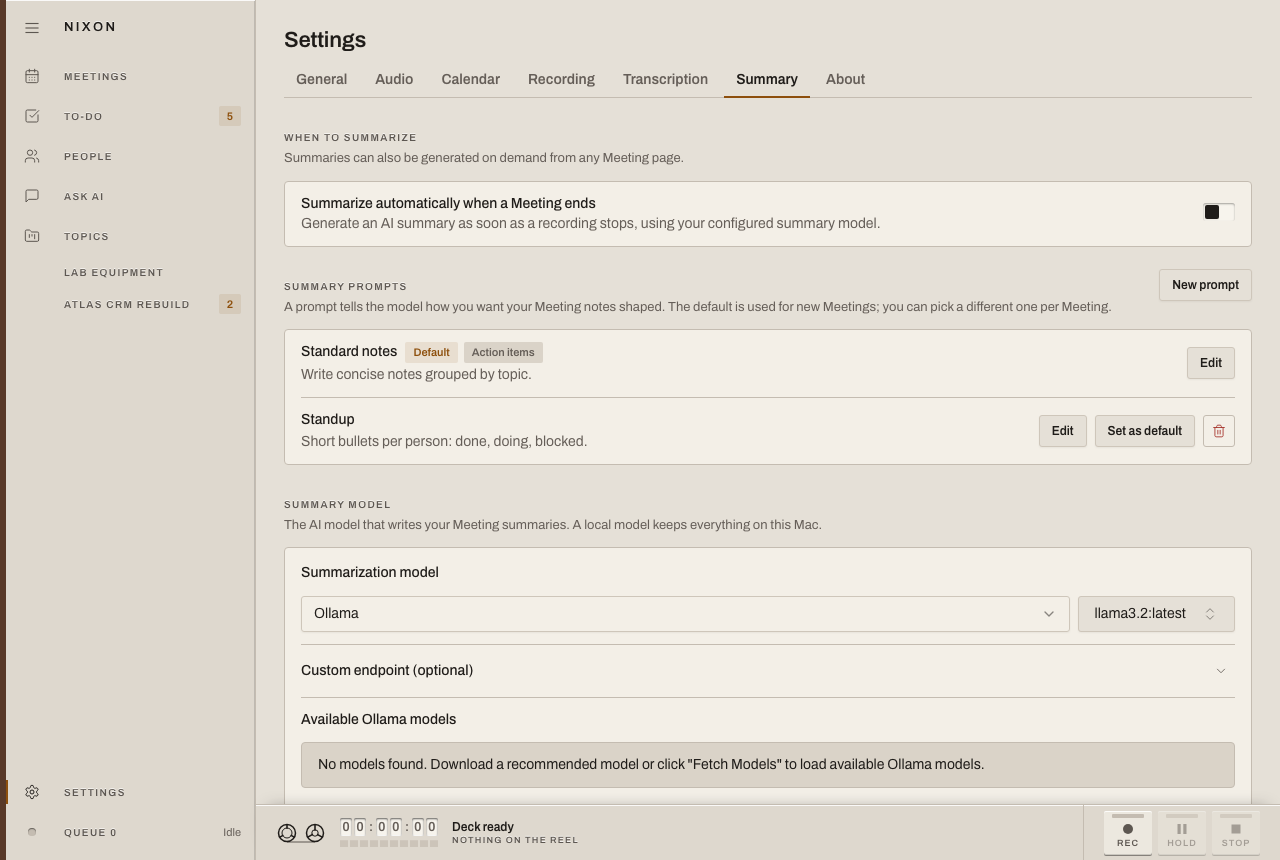 NIXON
MEETINGS
TO-DO 5
PEOPLE
ASK AI
TOPICS
LAB EQUIPMENT
ATLAS CRM REBUILD 2
SETTINGS
QUEUE 0 Idle
Settings
General Audio Calendar Recording Transcription Summary About
WHEN TO SUMMARIZE
Summaries can also be generated on demand from any Meeting page.
Summarize automatically when a Meeting ends
Generate an AI summary as soon as a recording stops, using your configured summary model.
SUMMARY PROMPTS
A prompt tells the model how you want your Meeting notes shaped. The default is used for new Meetings; you can pick a different one per Meeting.
New prompt
Standard notes Default Action items
Write concise notes grouped by topic.
Edit
Standup
Short bullets per person: done, doing, blocked.
Edit Set as default
SUMMARY MODEL
The AI model that writes your Meeting summaries. A local model keeps everything on this Mac.
Summarization model
Ollama llama3.2:latest
Custom endpoint (optional)
Available Ollama models
No models found. Download a recommended model or click "Fetch Models" to load available Ollama models.
00:00:00
Deck ready
NOTHING ON THE REEL
REC HOLD STOP